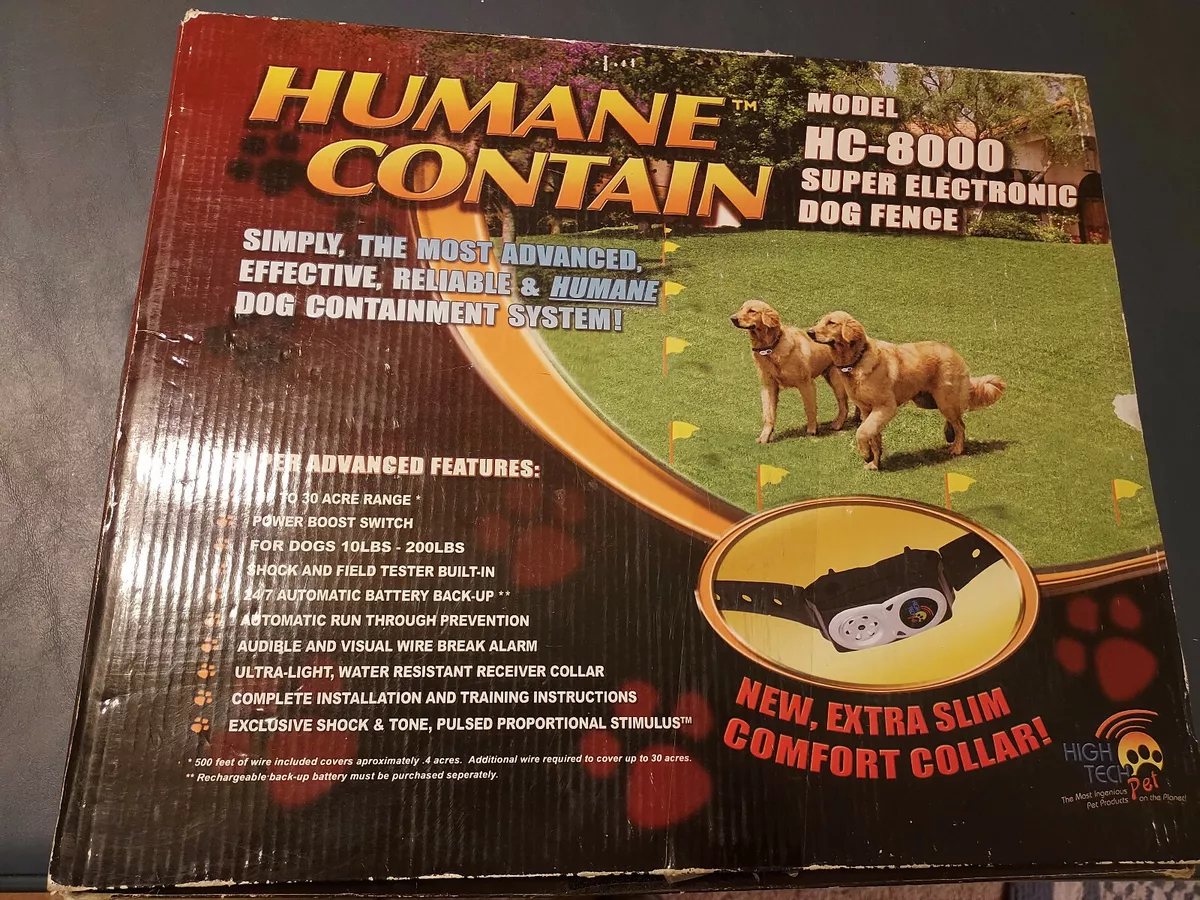 HUMANE™
CONTAIN
MODEL
HC-8000
SUPER ELECTRONIC
DOG FENCE
SIMPLY, THE MOST ADVANCED,
EFFECTIVE, RELIABLE & HUMANE
DOG CONTAINMENT SYSTEM!
ADVANCED FEATURES:
TO 30 ACRE RANGE *
POWER BOOST SWITCH
FOR DOGS 10LBS - 200LBS
SHOCK AND FIELD TESTER BUILT-IN
24/7 AUTOMATIC BATTERY BACK-UP **
AUTOMATIC RUN THROUGH PREVENTION
AUDIBLE AND VISUAL WIRE BREAK ALARM
ULTRA-LIGHT, WATER RESISTANT RECEIVER COLLAR
COMPLETE INSTALLATION AND TRAINING INSTRUCTIONS
EXCLUSIVE SHOCK & TONE, PULSED PROPORTIONAL STIMULUS™
* 500 feet of wire included covers aproximately .4 acres. Additional wire required to cover up to 30 acres.
** Rechargeable back-up battery must be purchased seperately.
NEW, EXTRA SLIM
COMFORT COLLAR!
HIGH
TECH
Pet
The Most Ingenious
Pet Products on the Planet!